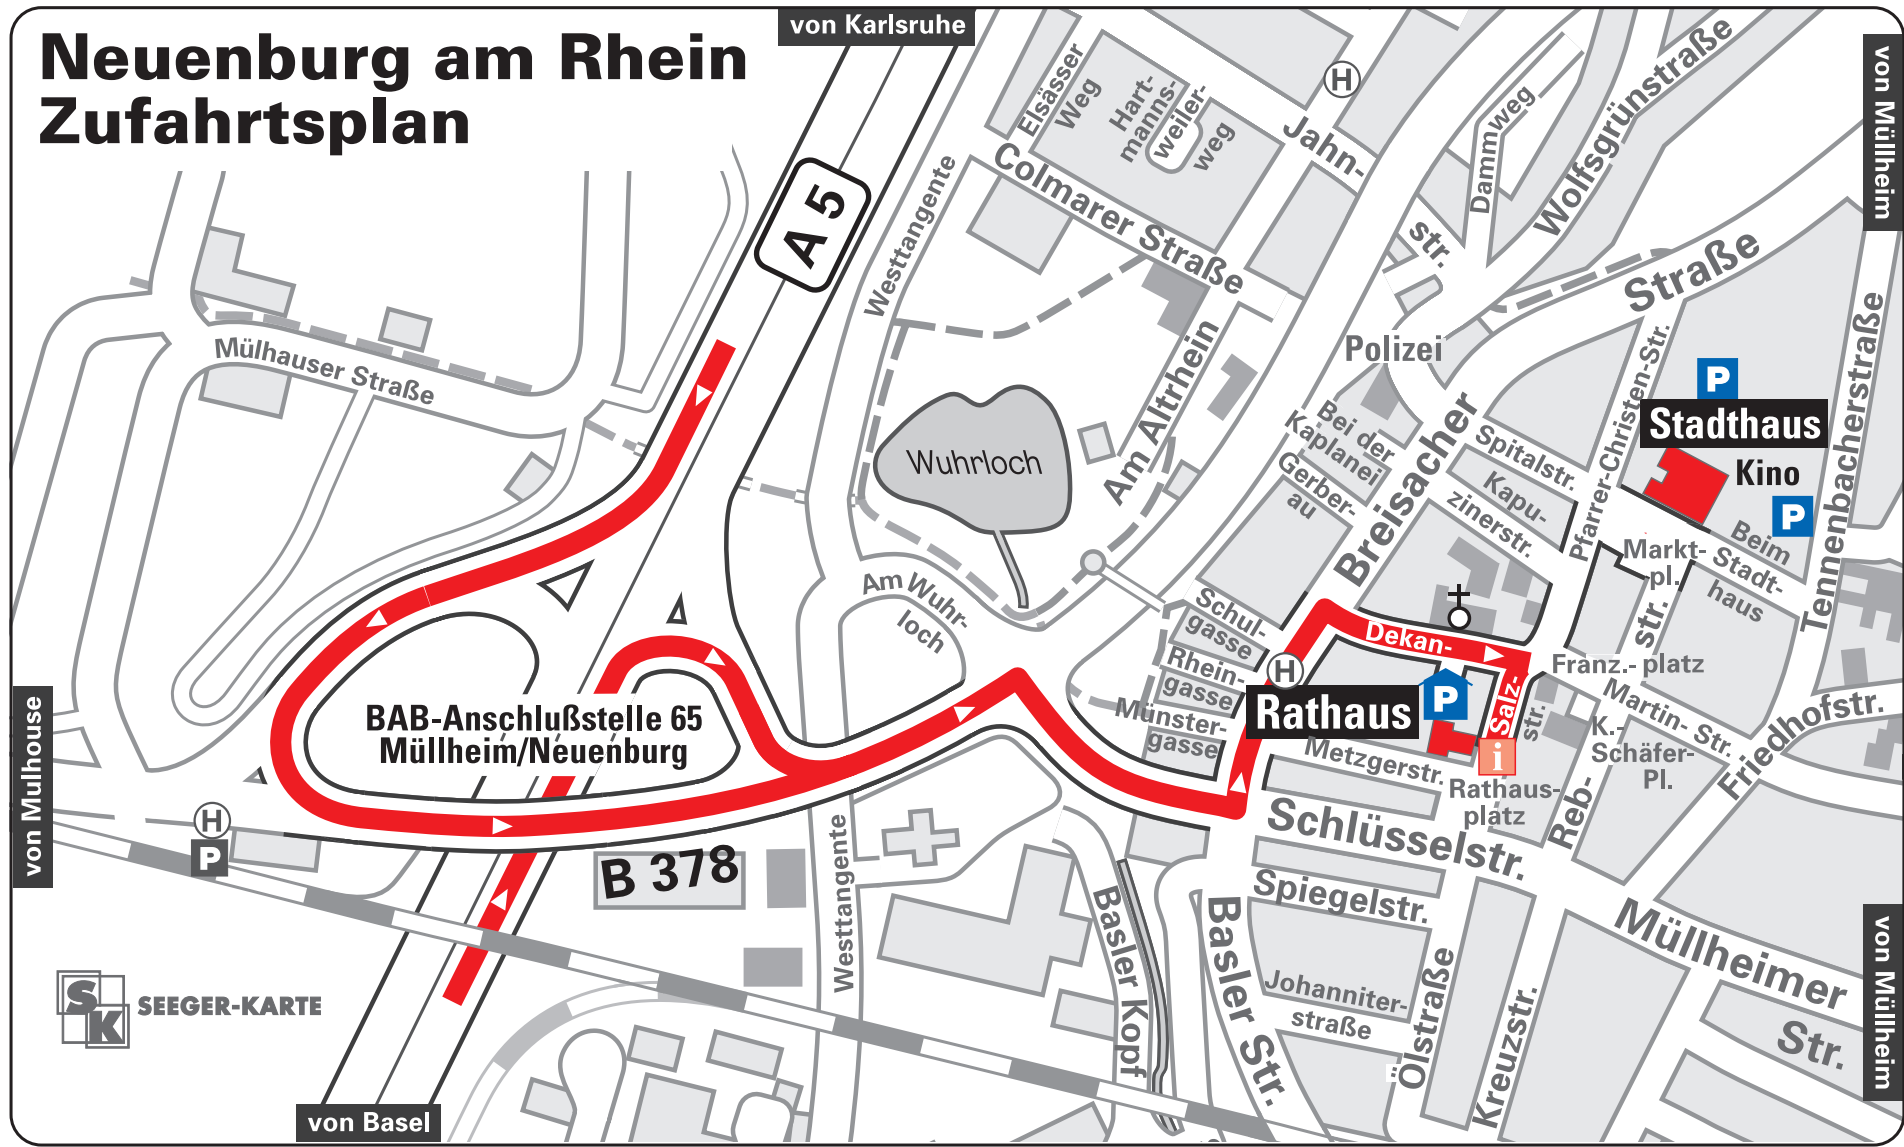 Neuenburg am Rhein
Zufahrtsplan
von Karlsruhe
von Müllheim
A 5
Elsässer
Weg
Hart-
manns-
weiler-
weg
Jahn-
str.
H
Dammweg
Wolfsgrünstraße
Westtangente
Colmarer Straße
Mülhauser Straße
Wuhrloch
Am Altrhein
Polizei
Breisacher
Straße
Pfarrer-Christen-Str.
P
Stadthaus
Kino
P
Tennenbacherstraße
Bei der
Kaplanei
Gerber-
au
Spitalstr.
Kapu-
zinerstr.
Markt-
pl.
Beim
Stadt-
haus
Am Wuhr-
loch
Schul-
gasse
Rhein-
gasse
Münster-
gasse
H
Dekan-
str.
Franz.- platz
Rathaus
P
Salz-
str.
i
Metzgerstr.
Rathaus-
platz
Martin- Str.
K.-
Schäfer-
Pl.
Friedhofstr.
Reb-
str.
BAB-Anschlußstelle 65
Müllheim/Neuenburg
von Mulhouse
H
P
B 378
Westtangente
Schlüsselstr.
Spiegelstr.
Basler Kopf
Basler Str.
Johanniter-
straße
Ölstraße
Kreuzstr.
Müllheimer
Str.
von Müllheim
SK
SEEGER-KARTE
von Basel